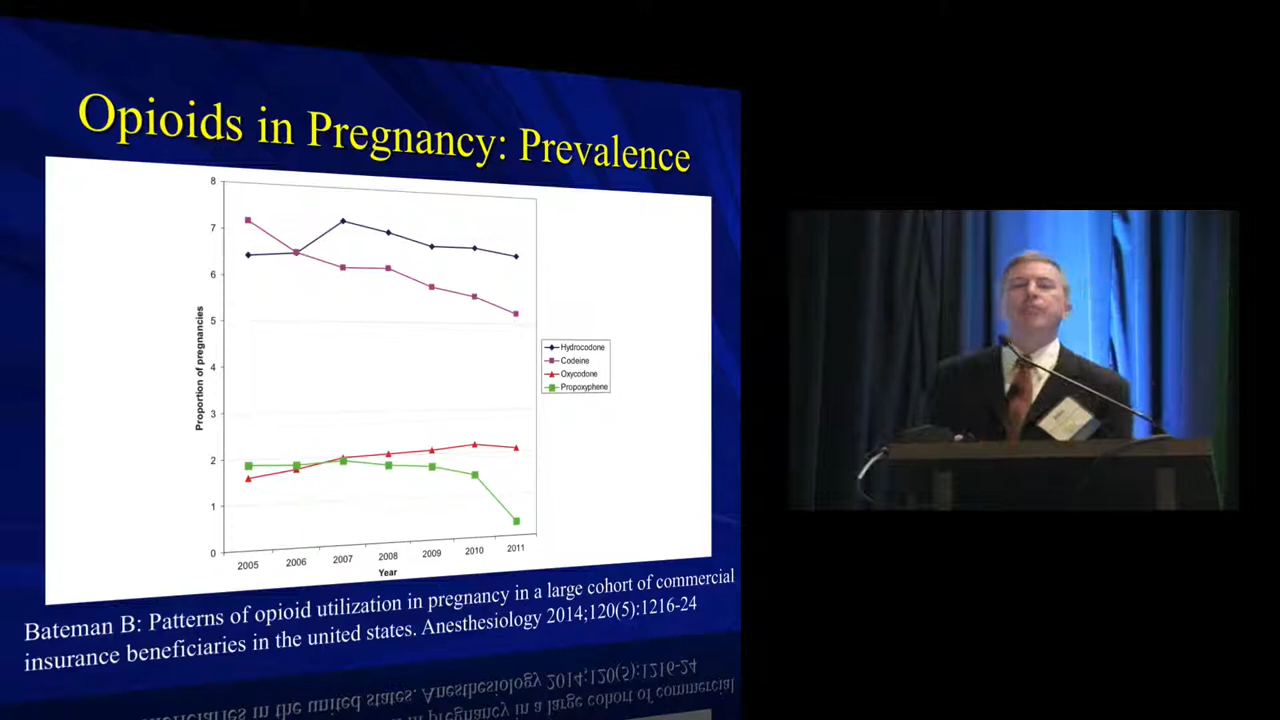 Opioids in Pregnancy: Prevalence
8
7
6
5
4
3
2
1
0
Proportion of pregnancies
2005 2006 2007 2008 2009 2010 2011
Year
Hydrocodone
Codeine
Oxycodone
Propoxyphene
Bateman B: Patterns of opioid utilization in pregnancy in a large cohort of commercial
insurance beneficiaries in the united states. Anesthesiology 2014;120(5):1216-24